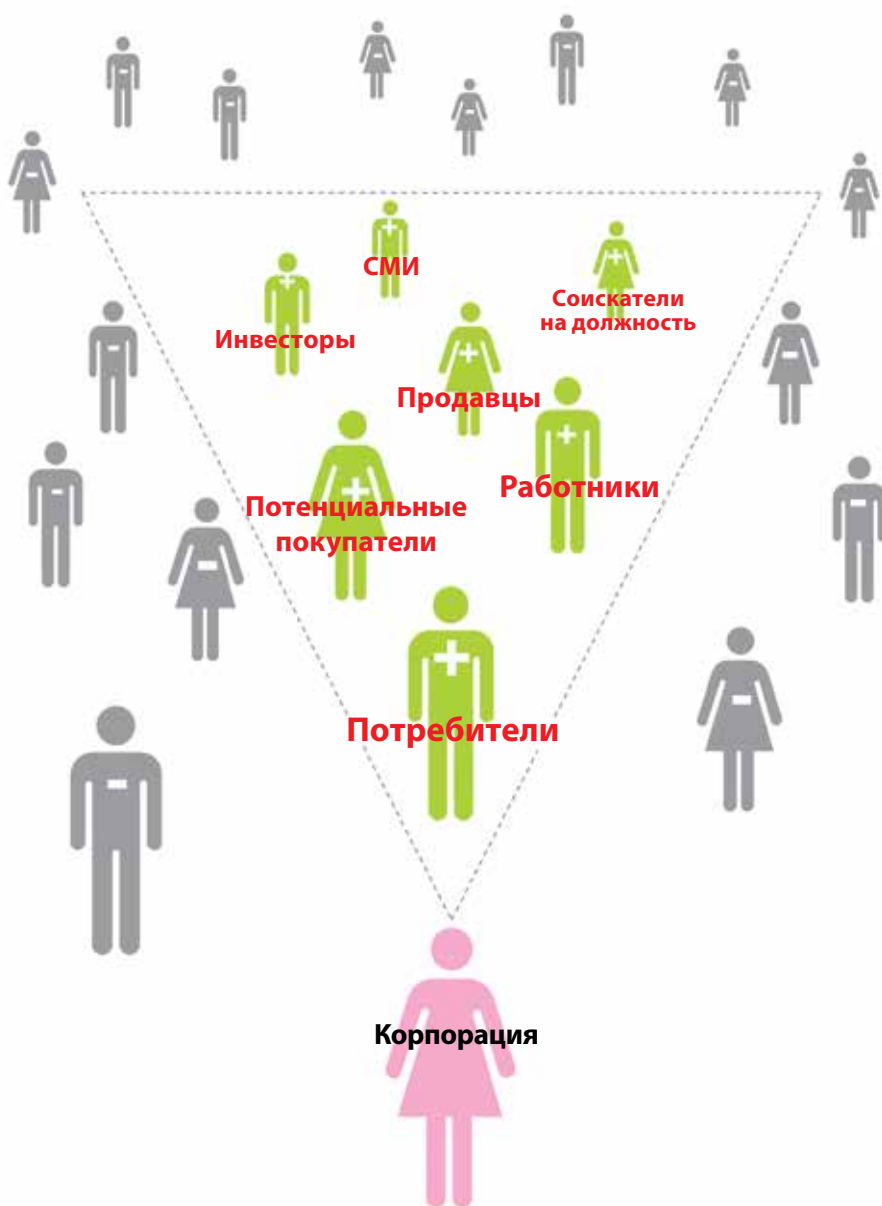 СМИ
Соискатели
на должность
Инвесторы
Продавцы
Работники
Потенциальные
покупатели
Потребители
Корпорация